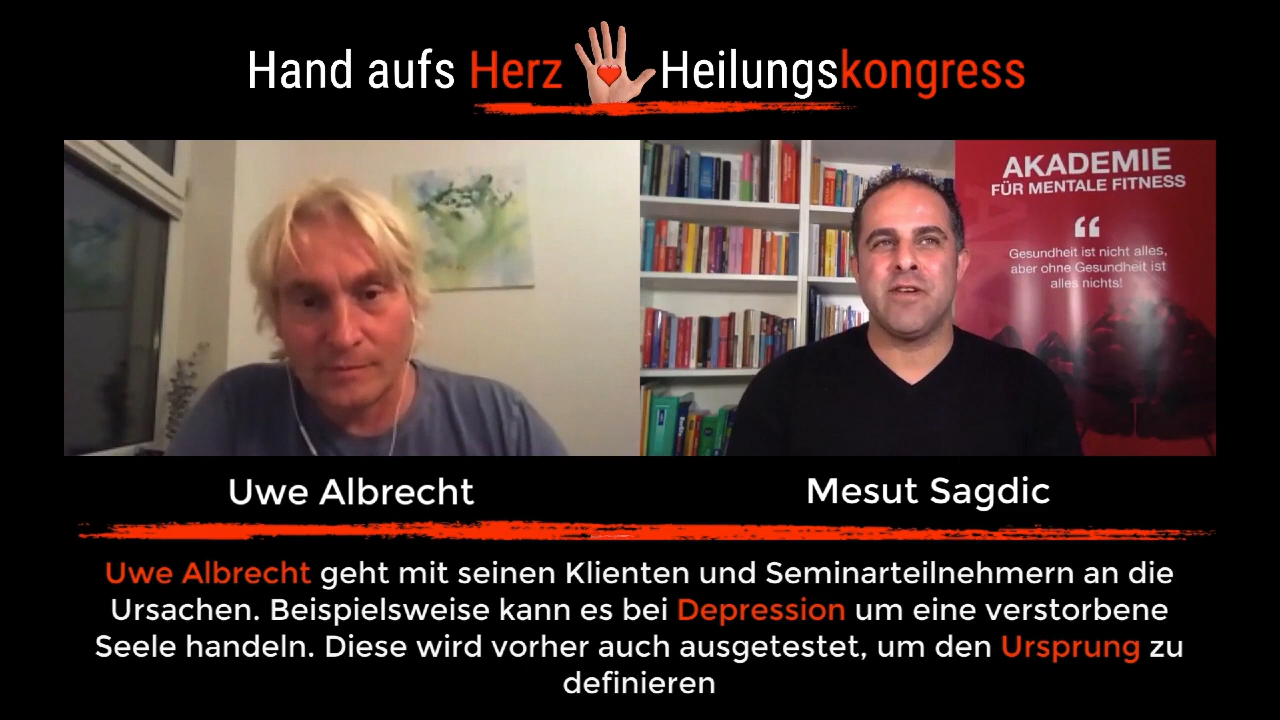 Hand aufs Herz Heilungskongress
AKADEMIE
FÜR MENTALE FITNESS
“
Gesundheit ist nicht alles,
aber ohne Gesundheit ist
alles nichts!
Uwe Albrecht
Mesut Sagdic
Uwe Albrecht geht mit seinen Klienten und Seminarteilnehmern an die
Ursachen. Beispielsweise kann es bei Depression um eine verstorbene
Seele handeln. Diese wird vorher auch ausgetestet, um den Ursprung zu
definieren